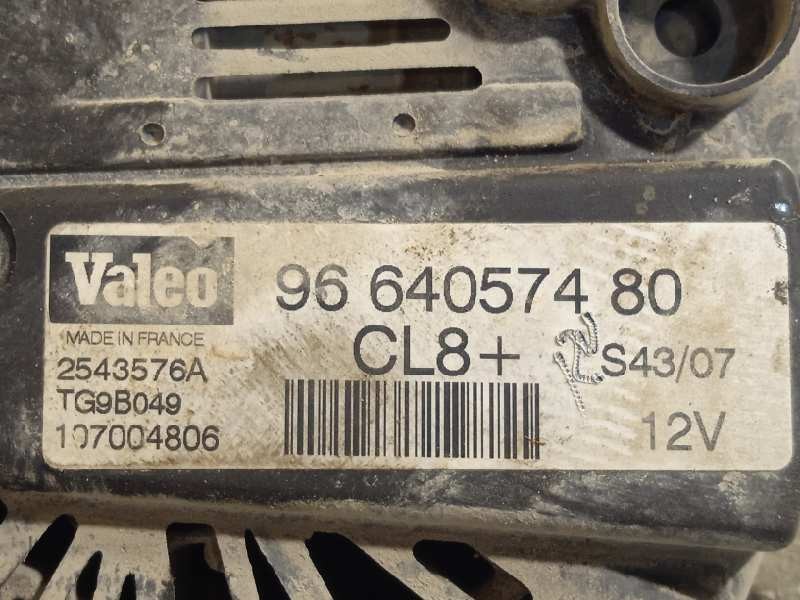 Valeo
96 640574 80
MADE IN FRANCE
CL8+
S43/07
2543576A
TG9B049
107004806
12V